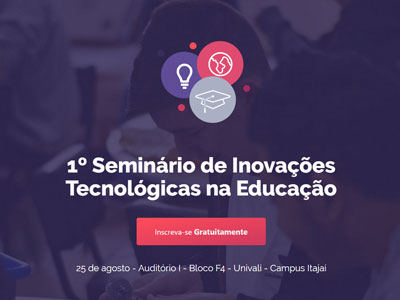 1º Seminário de Inovações
Tecnológicas na Educação
Inscreva-se Gratuitamente
25 de agosto - Auditório I - Bloco F4 - Univali - Campus Itajaí